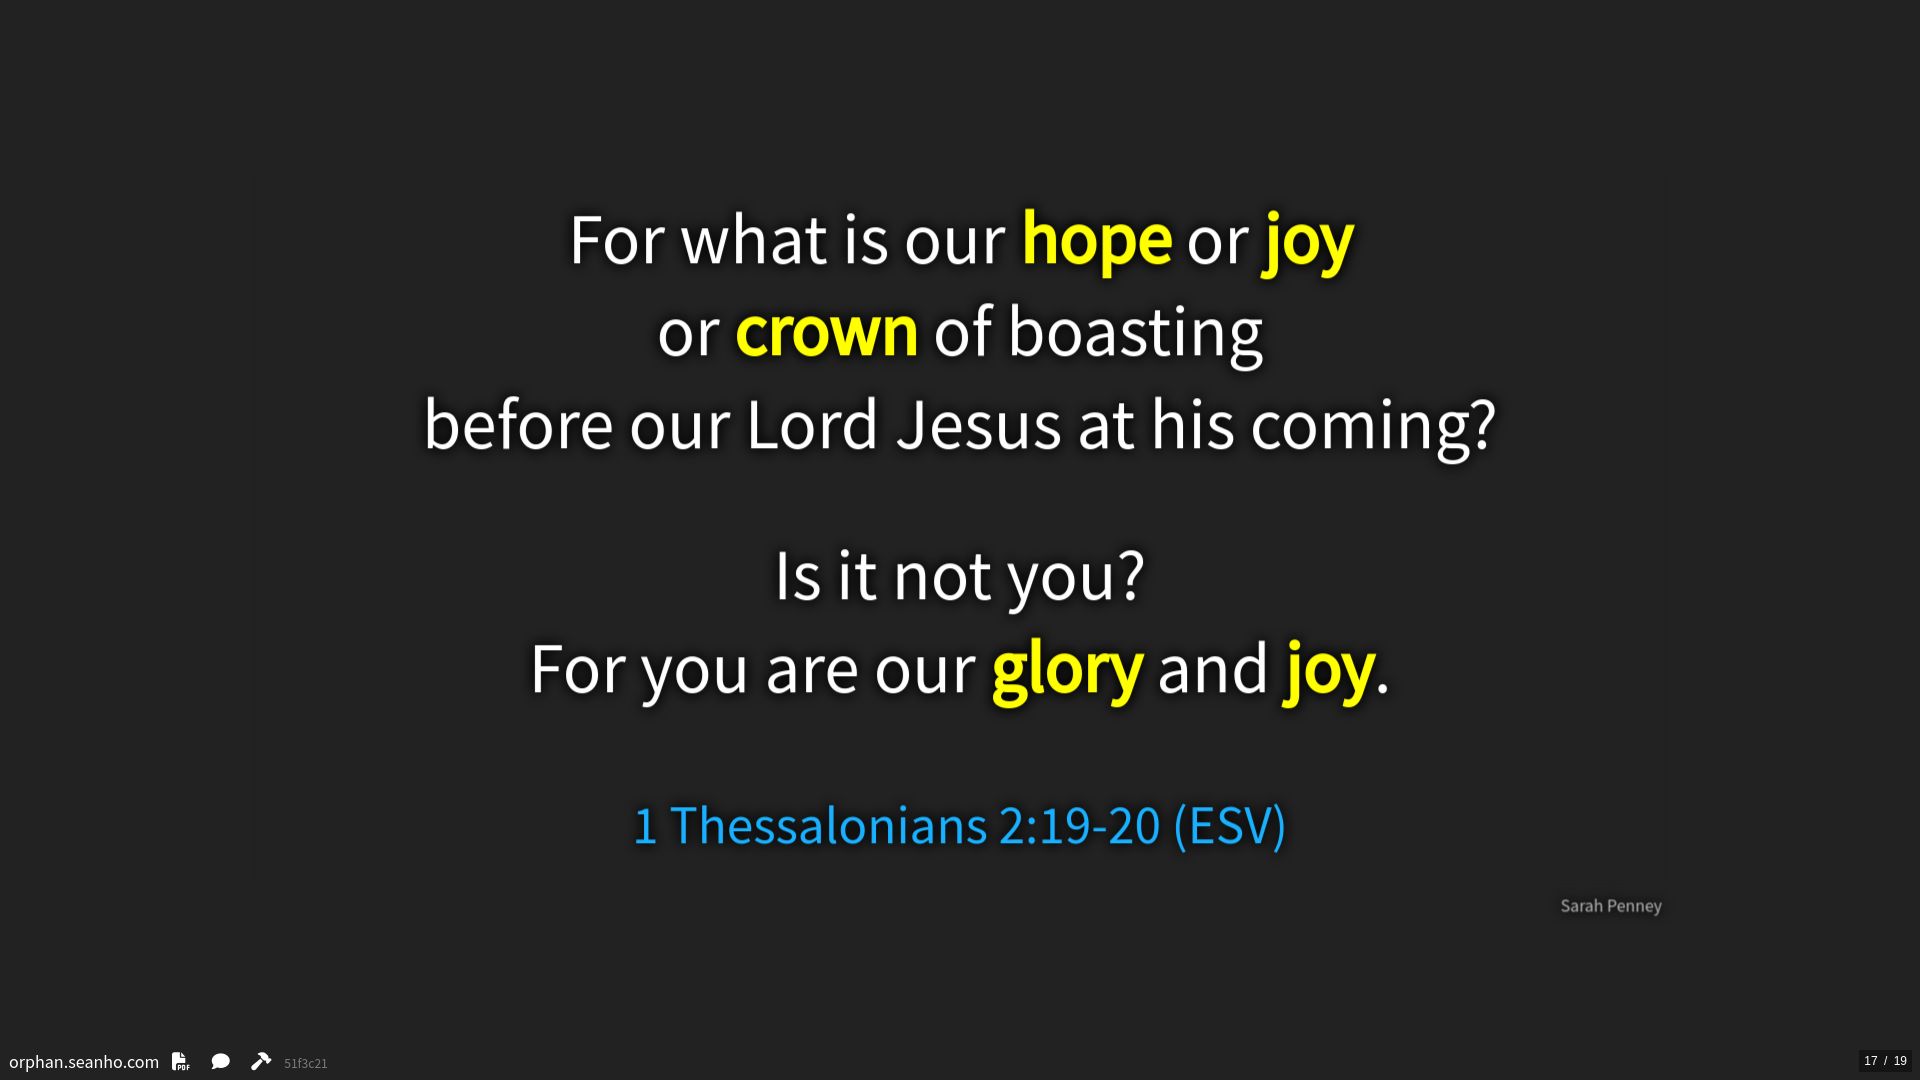 For what is our hope or joy
or crown of boasting
before our Lord Jesus at his coming?
Is it not you?
For you are our glory and joy.
1 Thessalonians 2:19-20 (ESV)
Sarah Penney
orphan.seanho.com PDF 51f3c21
17 / 19